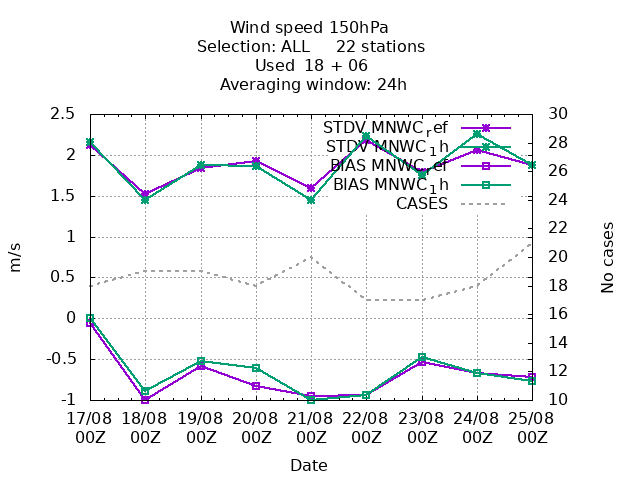 Wind speed 150hPa
Selection: ALL 22 stations
Used 18 + 06
Averaging window: 24h
2.5
2
1.5
1
0.5
0
-0.5
-1
30
28
26
24
22
20
18
16
14
12
10
m/s
No cases
STDV MNWC_ref
STDV MNWC_1h
BIAS MNWC_ref
BIAS MNWC_1h
CASES
17/08 18/08 19/08 20/08 21/08 22/08 23/08 24/08 25/08
00Z 00Z 00Z 00Z 00Z 00Z 00Z 00Z 00Z
Date